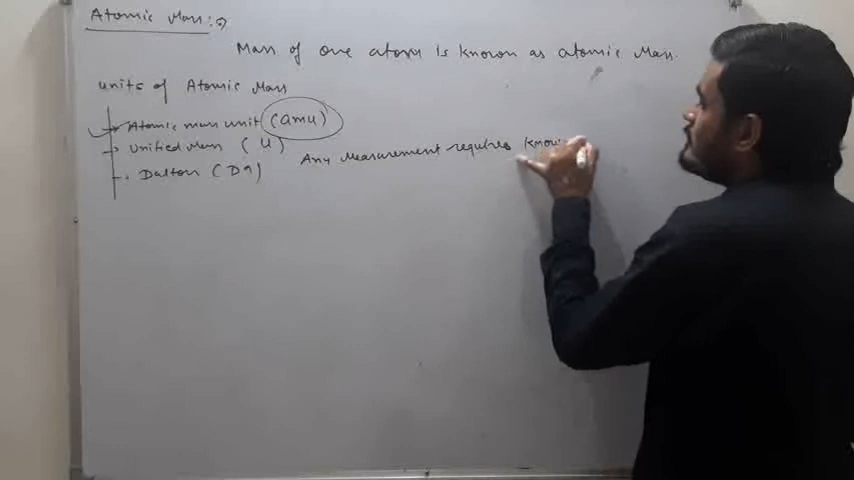 Atomic Mass :->
Mass of one atom is known as atomic Mass.
units of Atomic Mass
Atomic mass unit (amu)
Unified Mass (u)
Any Measurement requires know
Dalton (Da)